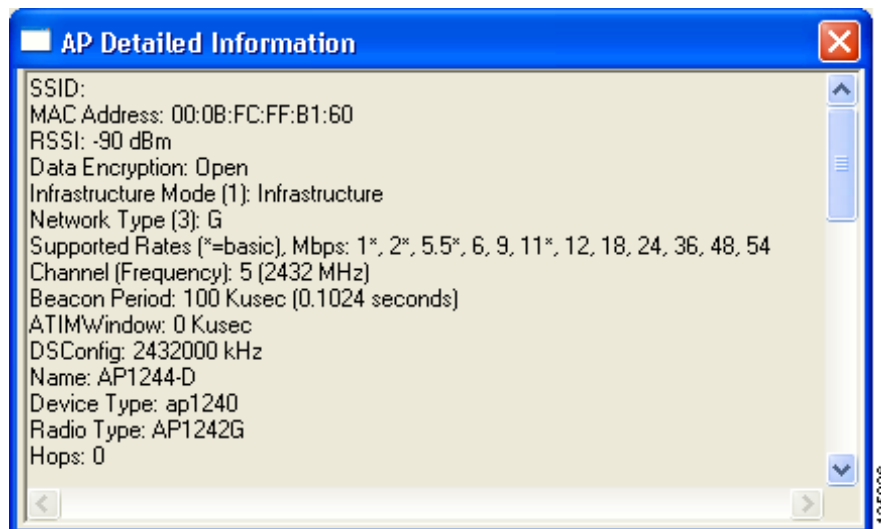 AP Detailed Information
SSID:
MAC Address: 00:0B:FC:FF:B1:60
RSSI: -90 dBm
Data Encryption: Open
Infrastructure Mode (1): Infrastructure
Network Type (3): G
Supported Rates (*=basic), Mbps: 1*, 2*, 5.5*, 6, 9, 11*, 12, 18, 24, 36, 48, 54
Channel (Frequency): 5 (2432 MHz)
Beacon Period: 100 Kusec (0.1024 seconds)
ATIMWindow: 0 Kusec
DSConfig: 2432000 kHz
Name: AP1244-D
Device Type: ap1240
Radio Type: AP1242G
Hops: 0